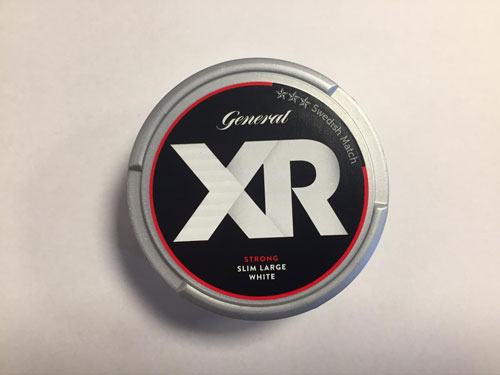 General
XR
Swedish Match
STRONG
SLIM LARGE
WHITE